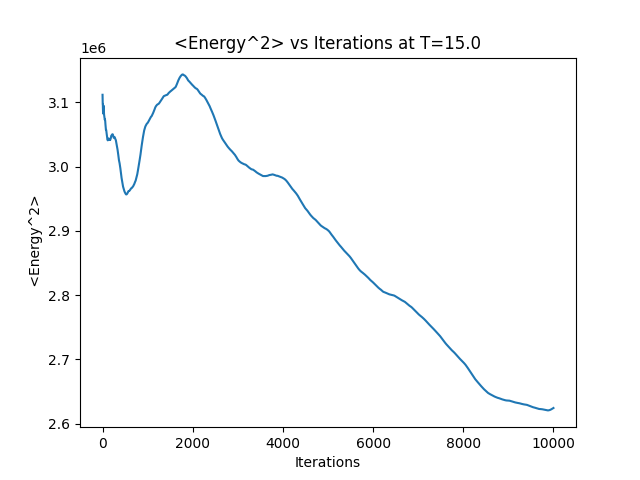 <Energy^2> vs Iterations at T=15.0
1e6
3.1
3.0
2.9
2.8
2.7
2.6
<Energy^2>
0 2000 4000 6000 8000 10000
Iterations